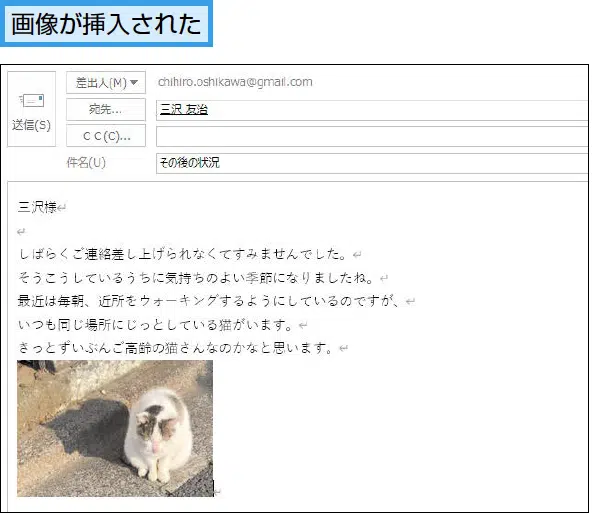 画像が挿入された
差出人(M)
chihiro.oshikawa@gmail.com
送信(S)
宛先...
三沢 友治
ＣＣ(C)...
件名(U)
その後の状況
三沢様↵
↵
しばらくご連絡差し上げられなくてすみませんでした。↵
そうこうしているうちに気持ちのよい季節になりましたね。↵
最近は毎朝、近所をウォーキングするようにしているのですが、↵
いつも同じ場所にじっとしている猫がいます。↵
きっとずいぶんご高齢の猫さんなのかなと思います。↵
↵